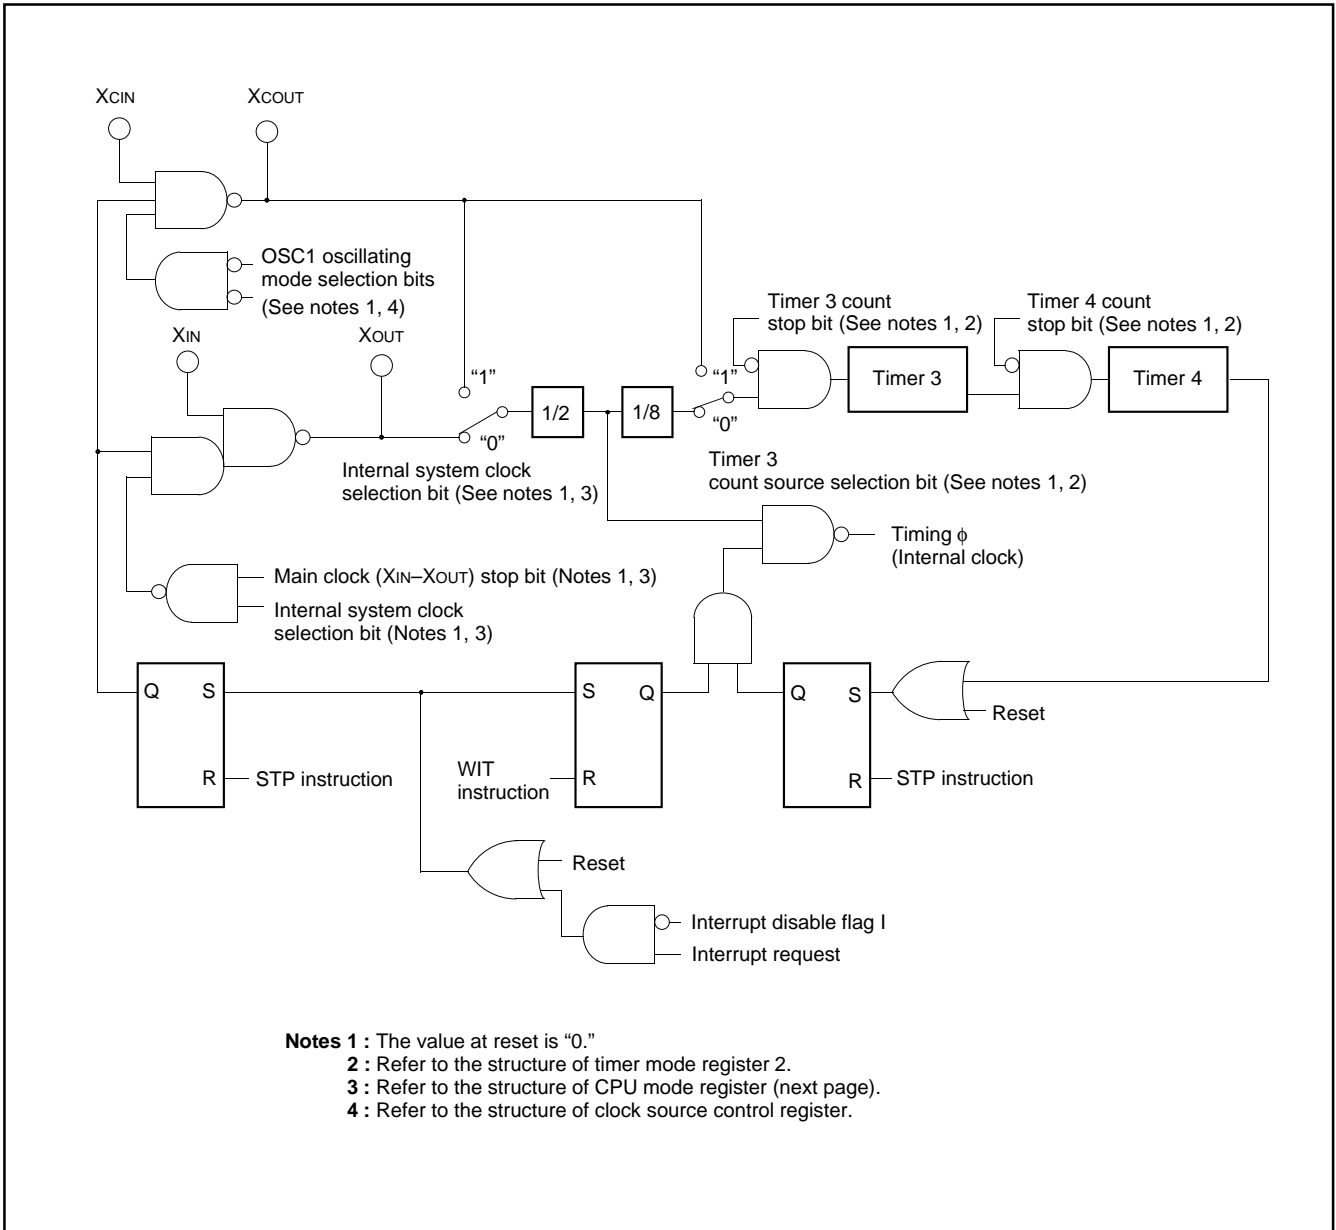 XCIN
XCOUT
OSC1 oscillating
mode selection bits
(See notes 1, 4)
XIN
XOUT
“1”
“0”
Internal system clock
selection bit (See notes 1, 3)
1/2
1/8
“1”
“0”
Timer 3 count
stop bit (See notes 1, 2)
Timer 4 count
stop bit (See notes 1, 2)
Timer 3
Timer 4
Timer 3
count source selection bit (See notes 1, 2)
Timing ϕ
(Internal clock)
Main clock (XIN–XOUT) stop bit (Notes 1, 3)
Internal system clock
selection bit (Notes 1, 3)
Q
S
R
STP instruction
S
Q
R
WIT
instruction
Q
S
R
Reset
STP instruction
Reset
Interrupt disable flag I
Interrupt request
Notes 1 : The value at reset is “0.”
2 : Refer to the structure of timer mode register 2.
3 : Refer to the structure of CPU mode register (next page).
4 : Refer to the structure of clock source control register.